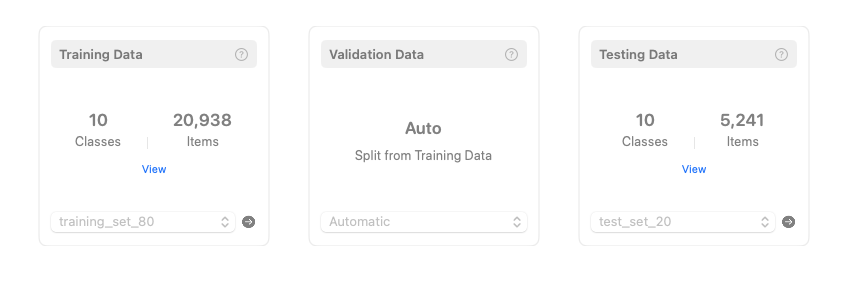 Training Data
10
20,938
Classes
Items
View
training_set_80
Validation Data
Auto
Split from Training Data
Automatic
Testing Data
10
5,241
Classes
Items
View
test_set_20